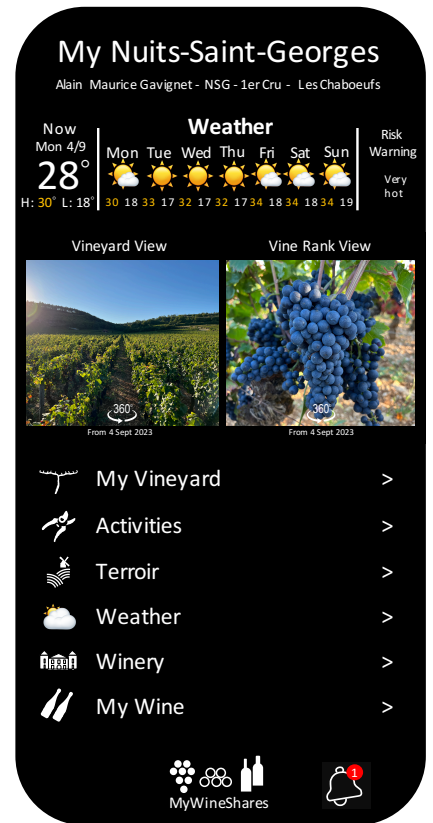 My Nuits-Saint-Georges
Alain Maurice Gavignet - NSG - 1er Cru - Les Chaboeufs
Now
Mon 4/9
28°
H: 30° L: 18°
Weather
Mon Tue Wed Thu Fri Sat Sun
30 18 33 17 32 17 32 17 34 18 34 18 34 19
Risk
Warning
Very
hot
Vineyard View
Vine Rank View
360°
360°
From 4 Sept 2023
From 4 Sept 2023
My Vineyard >
Activities >
Terroir >
Weather >
Winery >
My Wine >
MyWineShares
1